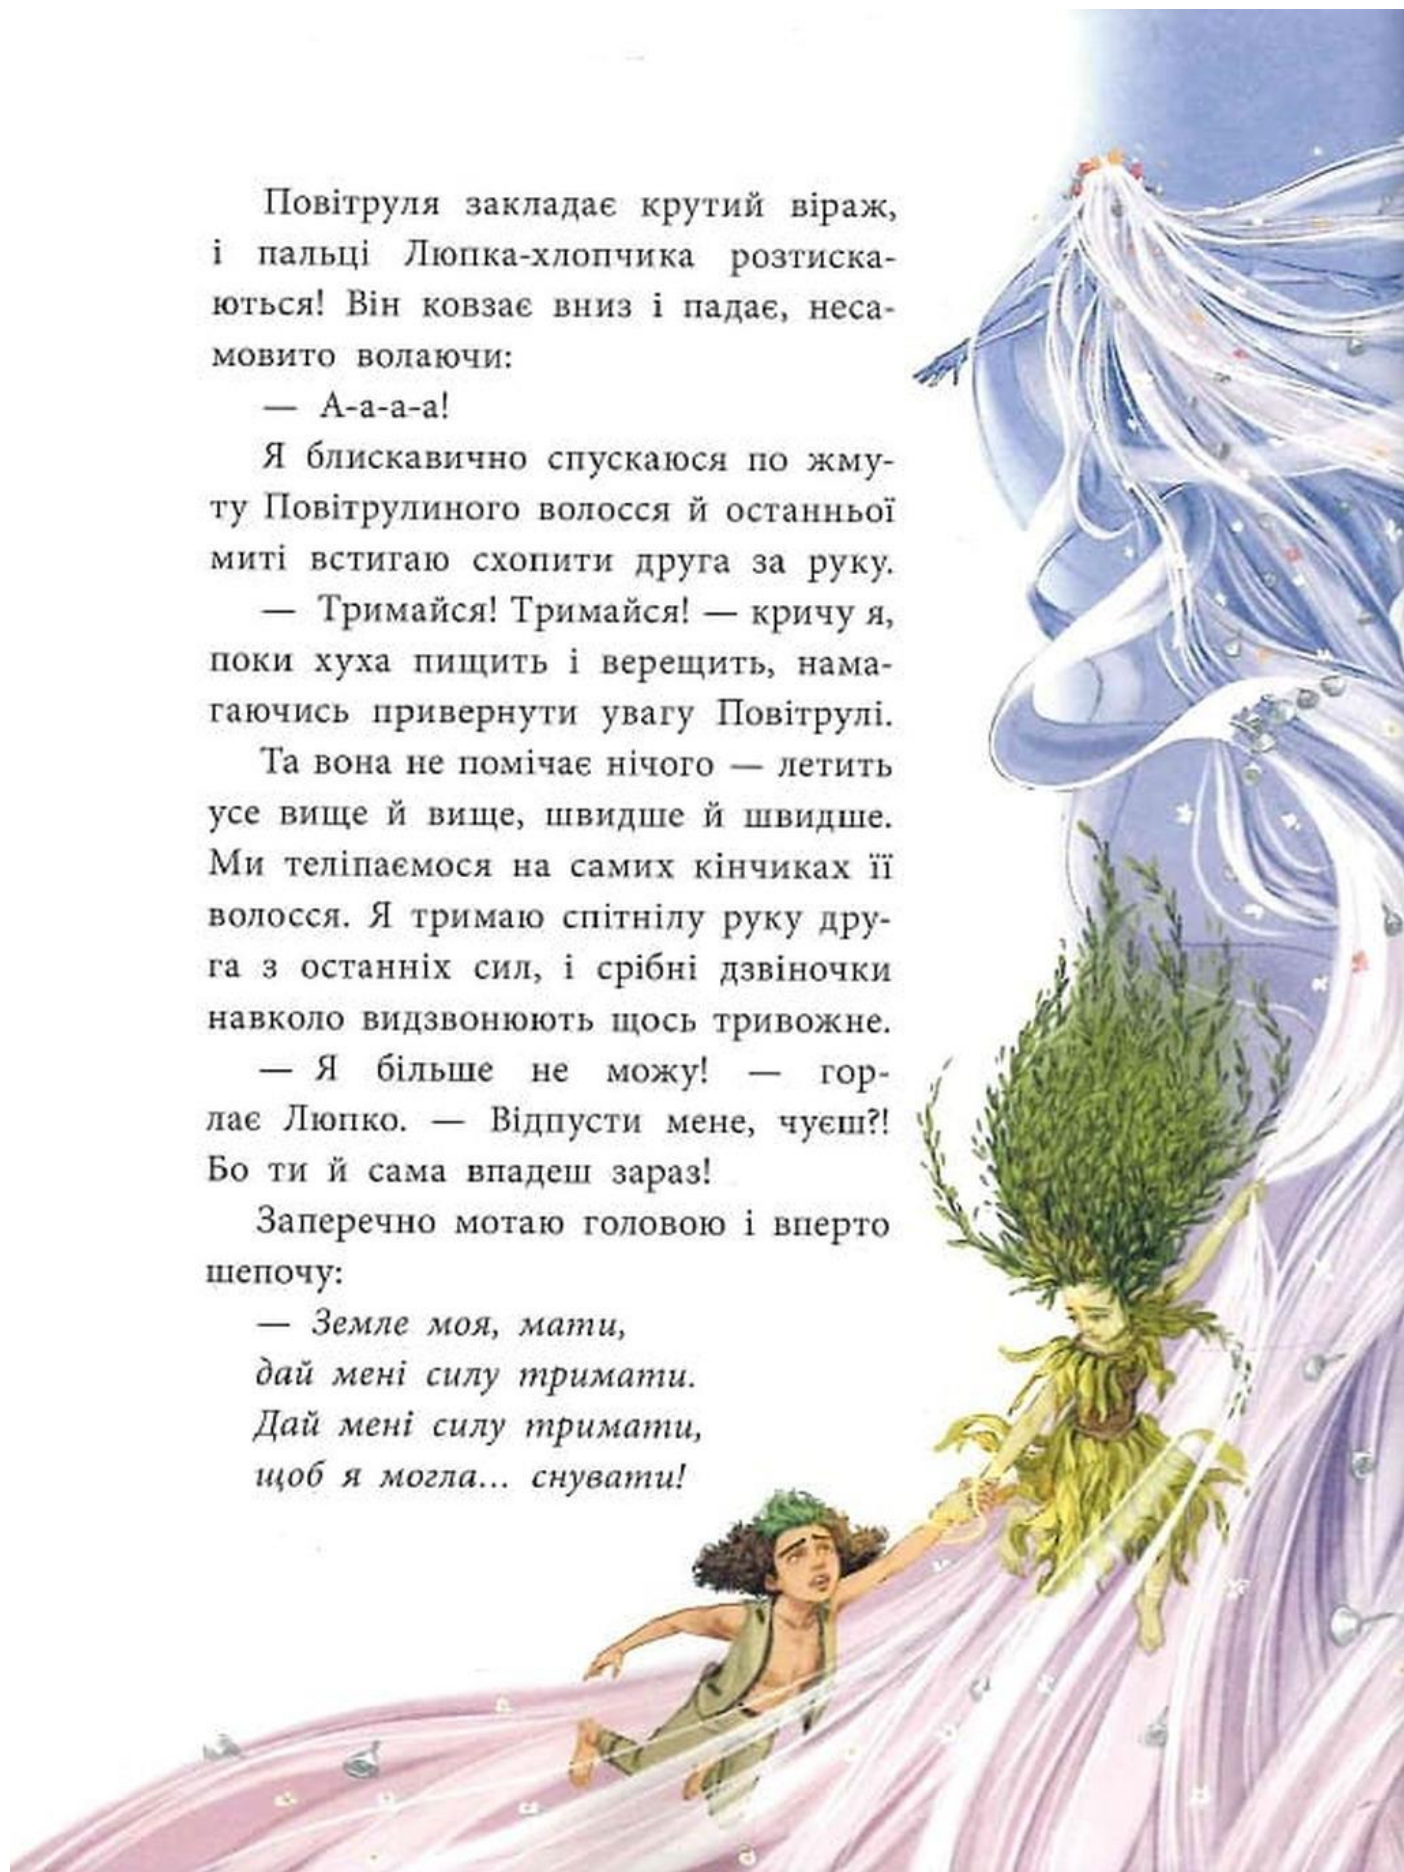 Повітруля закладає крутий віраж,
і пальці Люпка-хлопчика розтиска-
ються! Він ковзає вниз і падає, неса-
мовито волаючи:
— А-а-а-а!
Я блискавично спускаюся по жму-
ту Повітрулиного волосся й останньої
миті встигаю схопити друга за руку.
— Тримайся! Тримайся! — кричу я,
поки хуха пищить і верещить, нама-
гаючись привернути увагу Повітрулі.
Та вона не помічає нічого — летить
усе вище й вище, швидше й швидше.
Ми теліпаємося на самих кінчиках її
волосся. Я тримаю спітнілу руку дру-
га з останніх сил, і срібні дзвіночки
навколо видзвонюють щось тривожне.
— Я більше не можу! — гор-
лає Люпко. — Відпусти мене, чуєш?!
Бо ти й сама впадеш зараз!
Заперечно мотаю головою і вперто
шепочу:
— Земле моя, мати,
дай мені силу тримати.
Дай мені силу тримати,
щоб я могла... снувати!